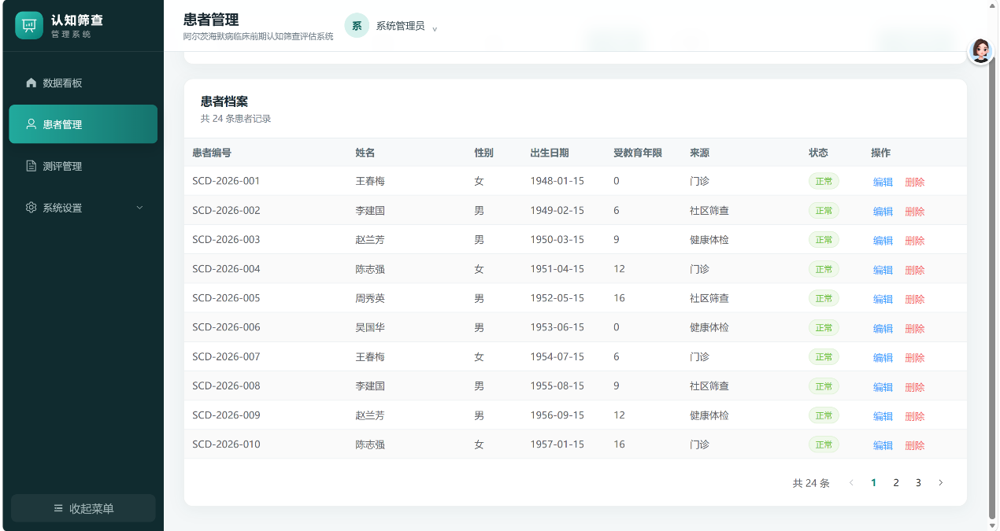 认知筛查
管理系统
数据看板
患者管理
测评管理
系统设置
收起菜单
患者管理
阿尔茨海默病临床前期认知筛查评估系统
系 系统管理员
患者档案
共 24 条患者记录
患者编号 姓名 性别 出生日期 受教育年限 来源 状态 操作
SCD-2026-001 王春梅 女 1948-01-15 0 门诊 正常 编辑 删除
SCD-2026-002 李建国 男 1949-02-15 6 社区筛查 正常 编辑 删除
SCD-2026-003 赵兰芳 男 1950-03-15 9 健康体检 正常 编辑 删除
SCD-2026-004 陈志强 女 1951-04-15 12 门诊 正常 编辑 删除
SCD-2026-005 周秀英 男 1952-05-15 16 社区筛查 正常 编辑 删除
SCD-2026-006 吴国华 男 1953-06-15 0 健康体检 正常 编辑 删除
SCD-2026-007 王春梅 女 1954-07-15 6 门诊 正常 编辑 删除
SCD-2026-008 李建国 男 1955-08-15 9 社区筛查 正常 编辑 删除
SCD-2026-009 赵兰芳 男 1956-09-15 12 健康体检 正常 编辑 删除
SCD-2026-010 陈志强 女 1957-01-15 16 门诊 正常 编辑 删除
共 24 条 1 2 3